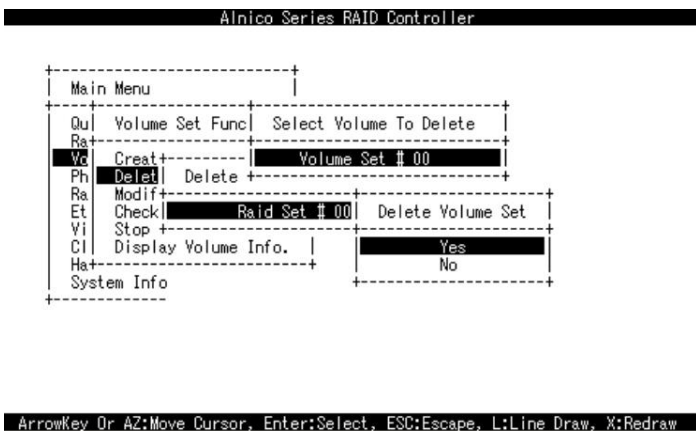 Alnico Series RAID Controller
Main Menu
Qu Volume Set Func Select Volume To Delete
Ra
Vo Creat Volume Set # 00
Ph Delet Delete
Ra Modif
Et Check Raid Set # 00 Delete Volume Set
Vi Stop
Cl Display Volume Info. Yes
Ha No
System Info
ArrowKey Or AZ:Move Cursor, Enter:Select, ESC:Escape, L:Line Draw, X:Redraw